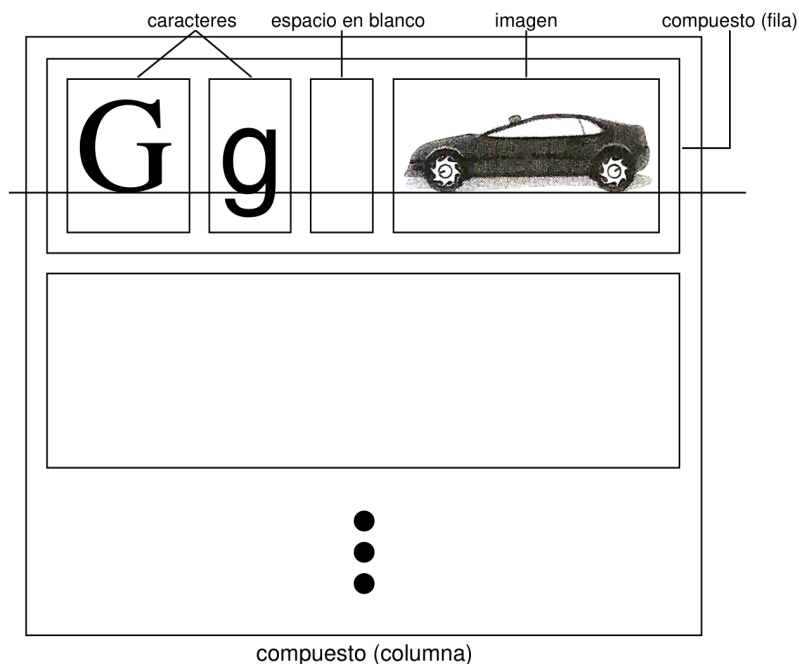 caracteres espacio en blanco imagen compuesto (fila)
G g
compuesto (columna)